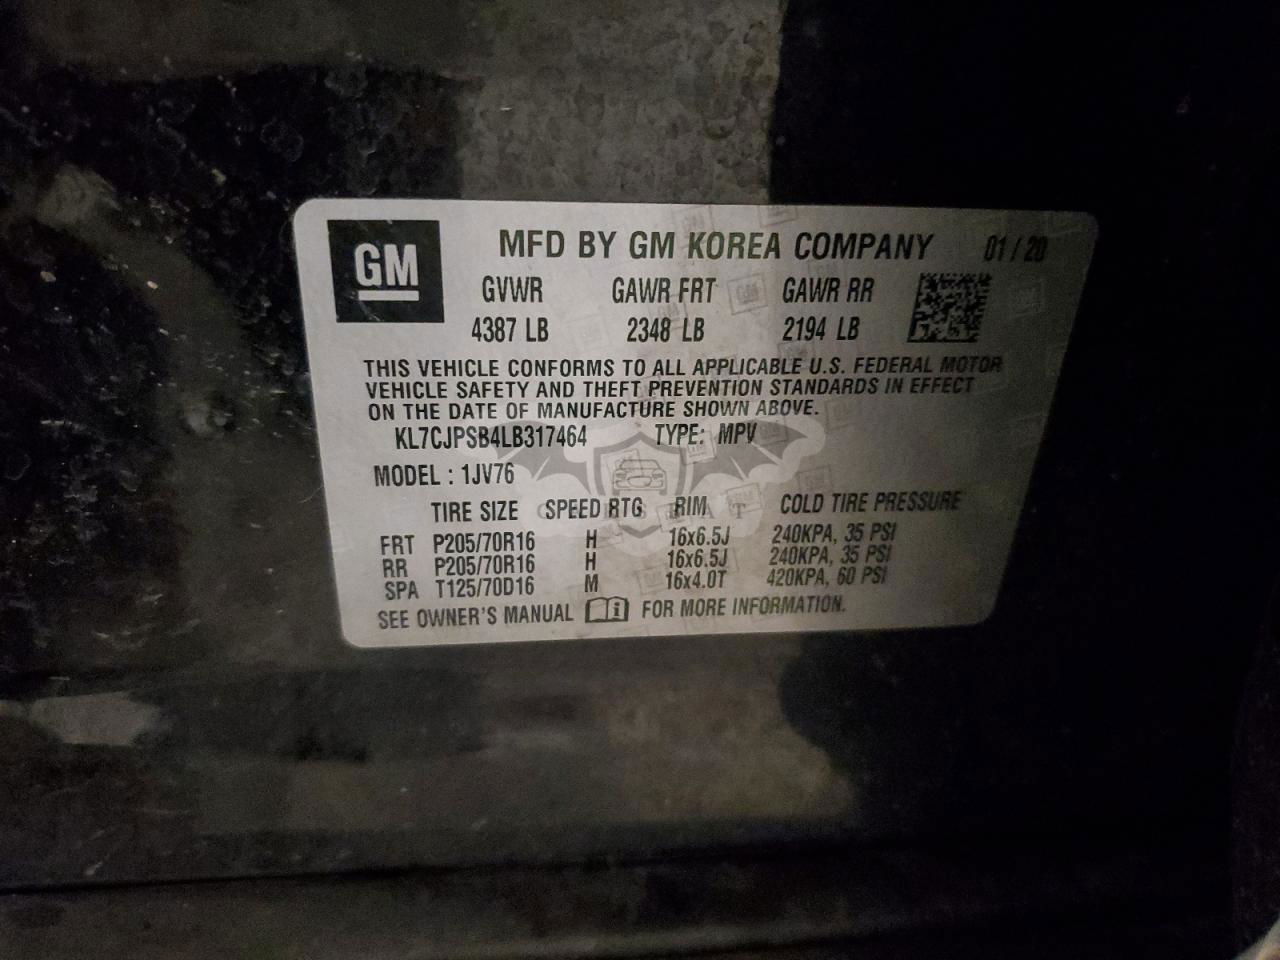 GM
MFD BY GM KOREA COMPANY 01/20
GVWR GAWR FRT GAWR RR
4387 LB 2348 LB 2194 LB
THIS VEHICLE CONFORMS TO ALL APPLICABLE U.S. FEDERAL MOTOR
VEHICLE SAFETY AND THEFT PREVENTION STANDARDS IN EFFECT
ON THE DATE OF MANUFACTURE SHOWN ABOVE.
KL7CJPSB4LB317464 TYPE: MPV
MODEL : 1JV76
TIRE SIZE SPEED RTG RIM COLD TIRE PRESSURE
FRT P205/70R16 H 16x6.5J 240KPA, 35 PSI
RR P205/70R16 H 16x6.5J 240KPA, 35 PSI
SPA T125/70D16 M 16x4.0T 420KPA, 60 PSI
SEE OWNER'S MANUAL FOR MORE INFORMATION.